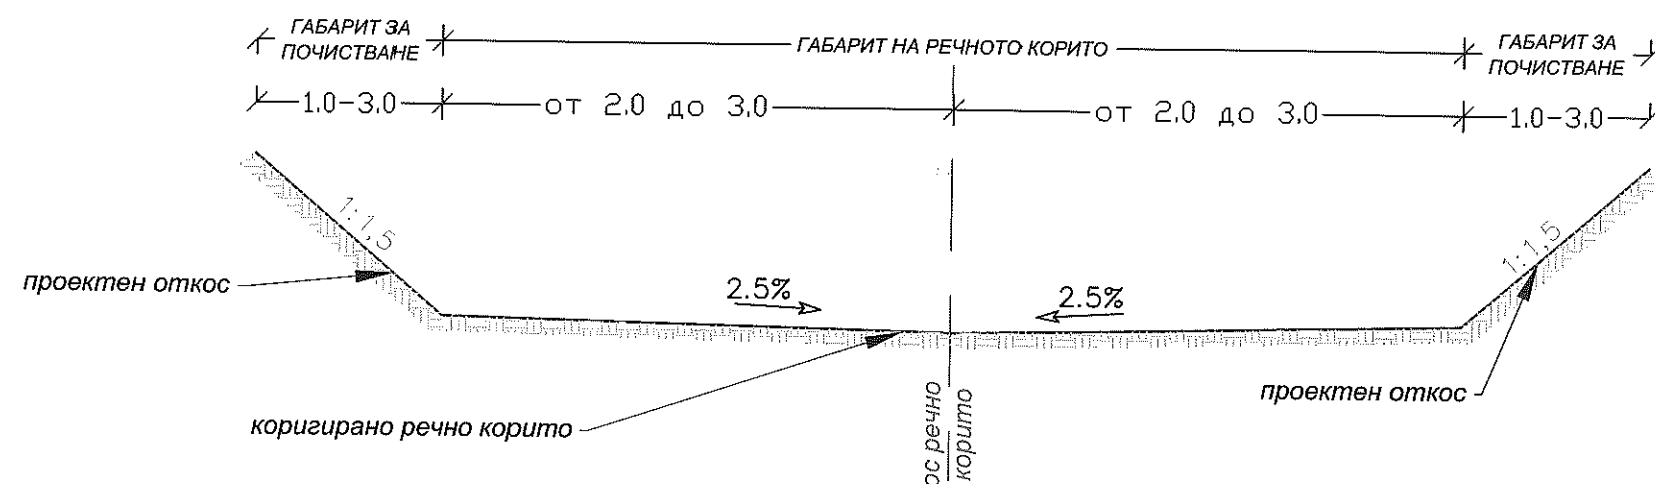 ГАБАРИТ ЗА
ПОЧИСТВАНЕ
ГАБАРИТ НА РЕЧНОТО КОРИТО
ГАБАРИТ ЗА
ПОЧИСТВАНЕ
1.0-3.0
от 2.0 до 3.0
от 2.0 до 3.0
1.0-3.0
1:1,5
1:1,5
проектен откос
2.5%
2.5%
проектен откос
коригирано речно корито
ос речно
корито